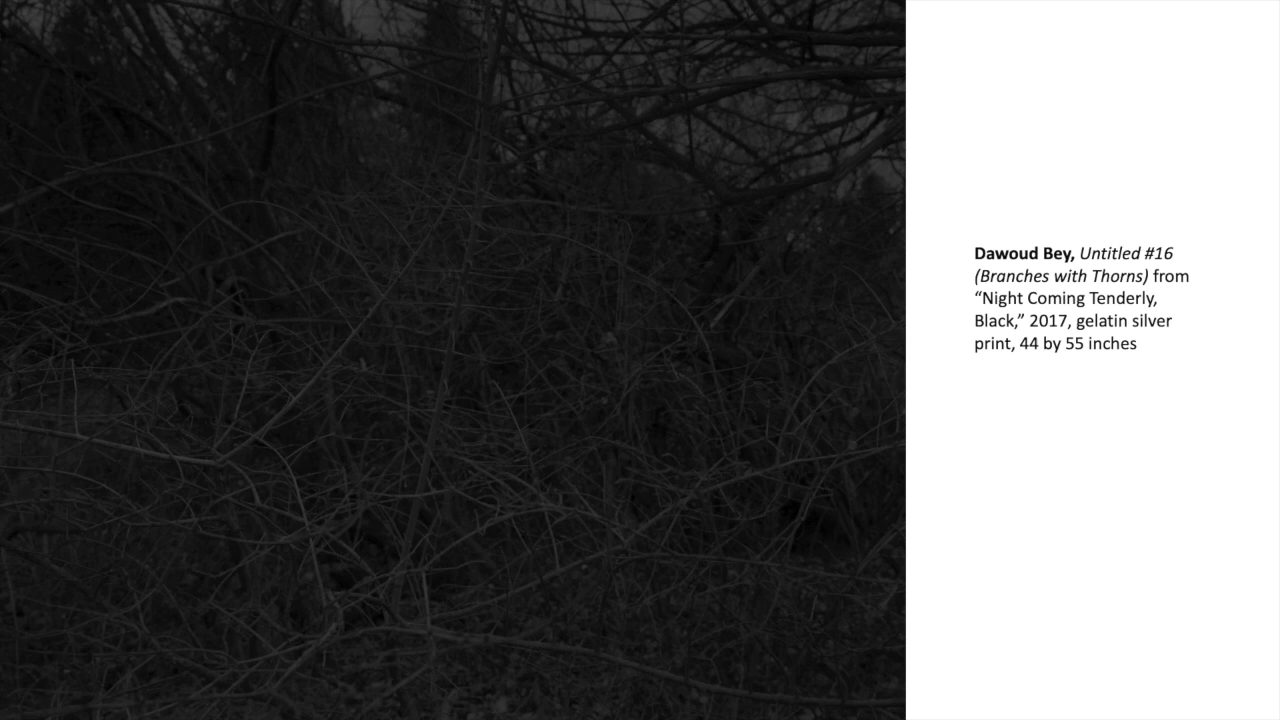 Dawoud Bey, Untitled #16
(Branches with Thorns) from
“Night Coming Tenderly,
Black,” 2017, gelatin silver
print, 44 by 55 inches